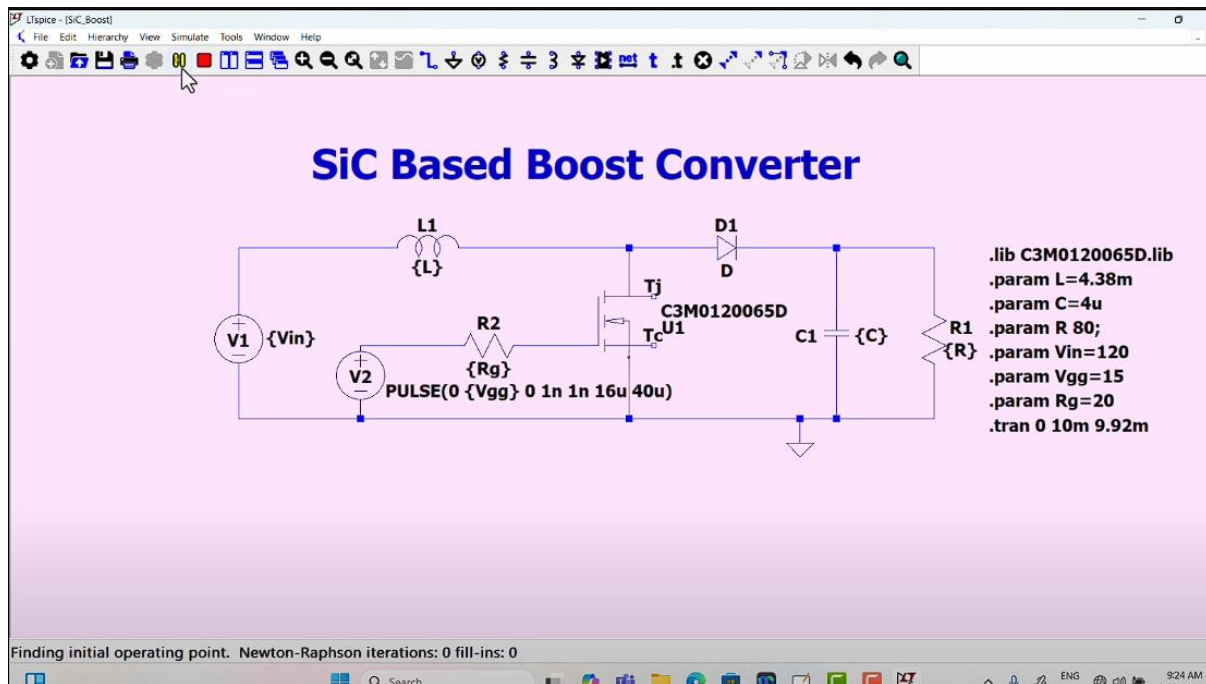 LTspice - [SiC_Boost]
File Edit Hierarchy View Simulate Tools Window Help
net t .t
SiC Based Boost Converter
L1
{L}
D1
D
Tj
C3M0120065D
U1
Tc
R2
{Rg}
V1
{Vin}
V2
PULSE(0 {Vgg} 0 1n 1n 16u 40u)
C1
{C}
R1
{R}
.lib C3M0120065D.lib
.param L=4.38m
.param C=4u
.param R 80;
.param Vin=120
.param Vgg=15
.param Rg=20
.tran 0 10m 9.92m
Finding initial operating point. Newton-Raphson iterations: 0 fill-ins: 0
Search
ENG
9:24 AM